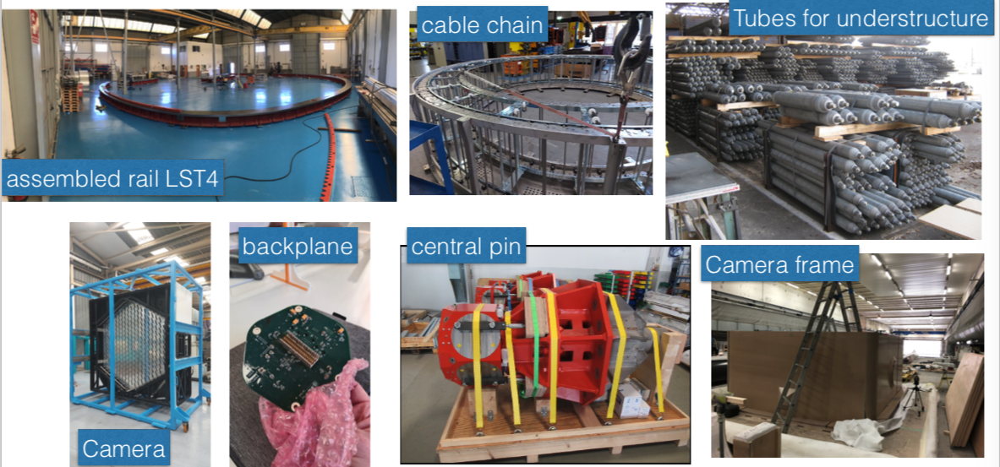 assembled rail LST4
cable chain
Tubes for understructure
Camera
backplane
central pin
Camera frame